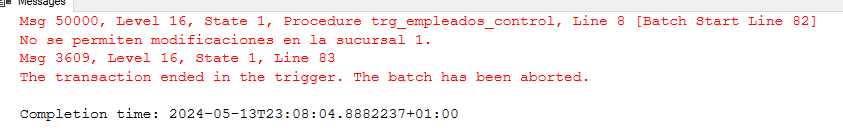 Messages
Msg 50000, Level 16, State 1, Procedure trg_empleados_control, Line 8 [Batch Start Line 82]
No se permiten modificaciones en la sucursal 1.
Msg 3609, Level 16, State 1, Line 83
The transaction ended in the trigger. The batch has been aborted.
Completion time: 2024-05-13T23:08:04.8882237+01:00